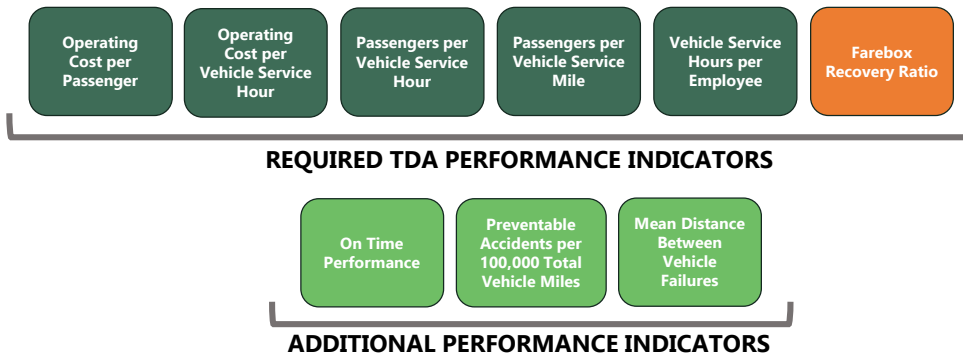 Operating
Cost per
Passenger
Operating
Cost per
Vehicle Service
Hour
Passengers per
Vehicle Service
Hour
Passengers per
Vehicle Service
Mile
Vehicle Service
Hours per
Employee
Farebox
Recovery Ratio
REQUIRED TDA PERFORMANCE INDICATORS
On Time
Performance
Preventable
Accidents per
100,000 Total
Vehicle Miles
Mean Distance
Between
Vehicle
Failures
ADDITIONAL PERFORMANCE INDICATORS